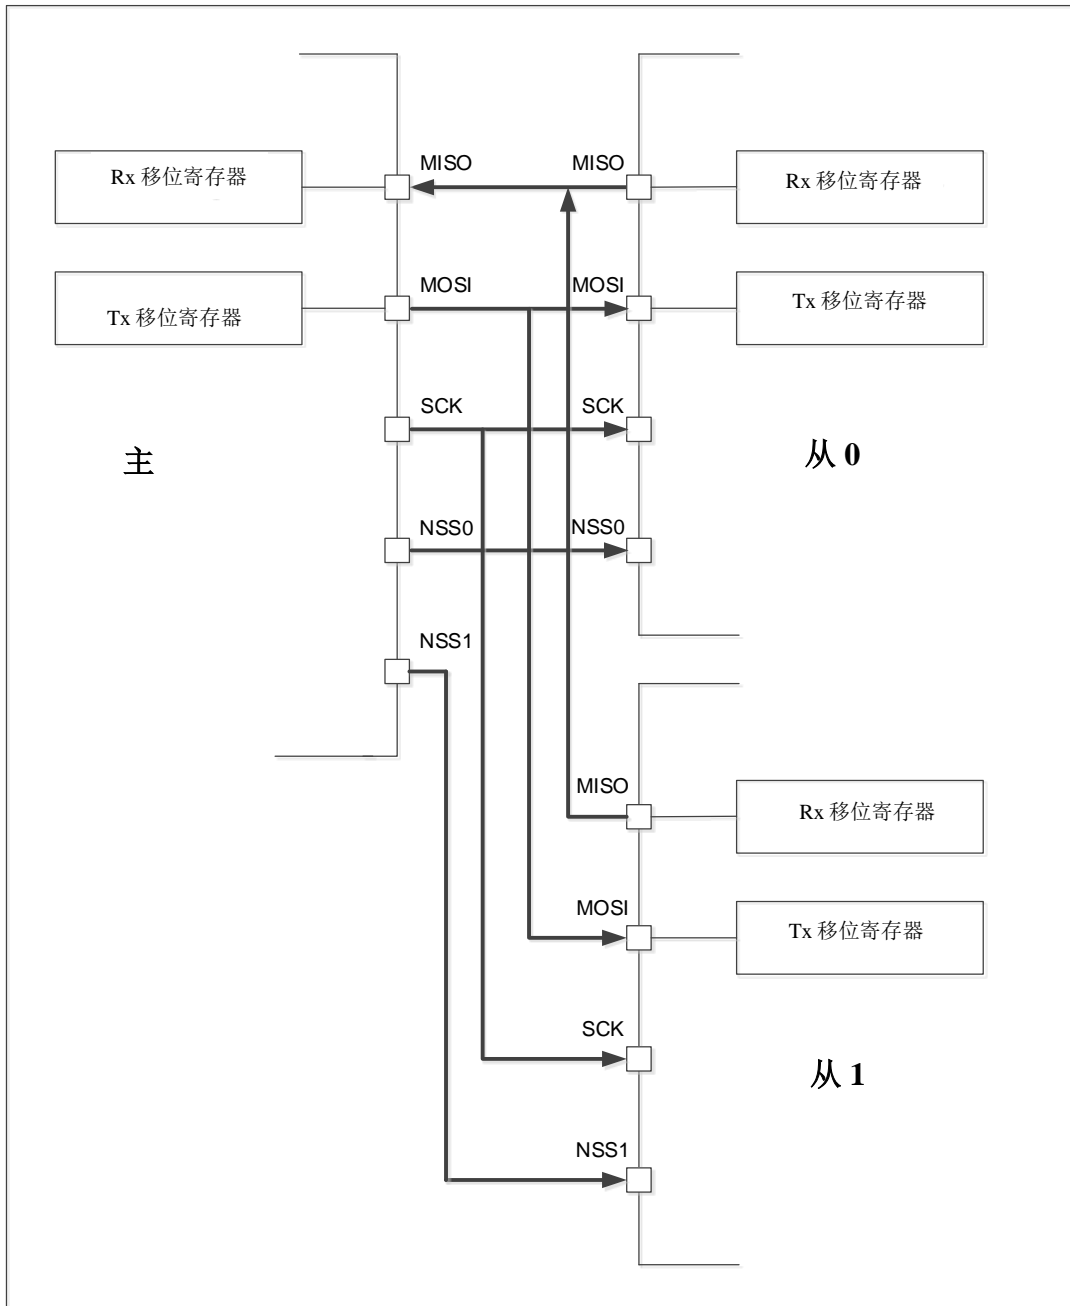 MISO
MISO
Rx 移位寄存器
Rx 移位寄存器
MOSI
MOSI
Tx 移位寄存器
Tx 移位寄存器
SCK
SCK
主
从 0
NSS0
NSS0
NSS1
MISO
Rx 移位寄存器
MOSI
Tx 移位寄存器
SCK
从 1
NSS1